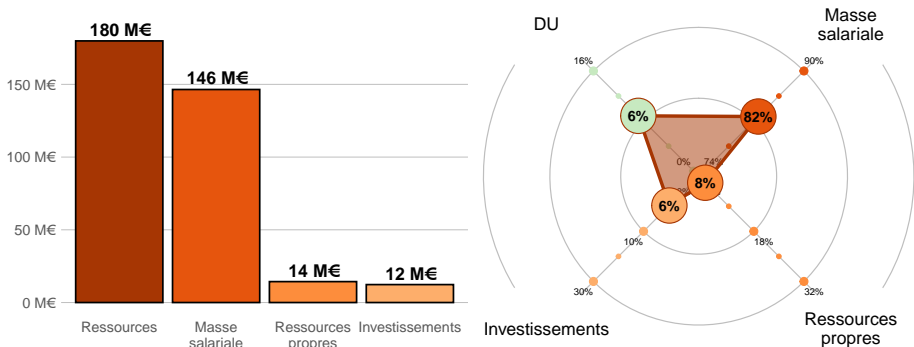 180 M€
146 M€
14 M€
12 M€
150 M€
100 M€
50 M€
0 M€
Ressources
Masse
salariale
Ressources
propres
Investissements
DU
Masse
salariale
16%
90%
6%
82%
0%
74%
8%
6%
10%
18%
30%
32%
Investissements
Ressources
propres